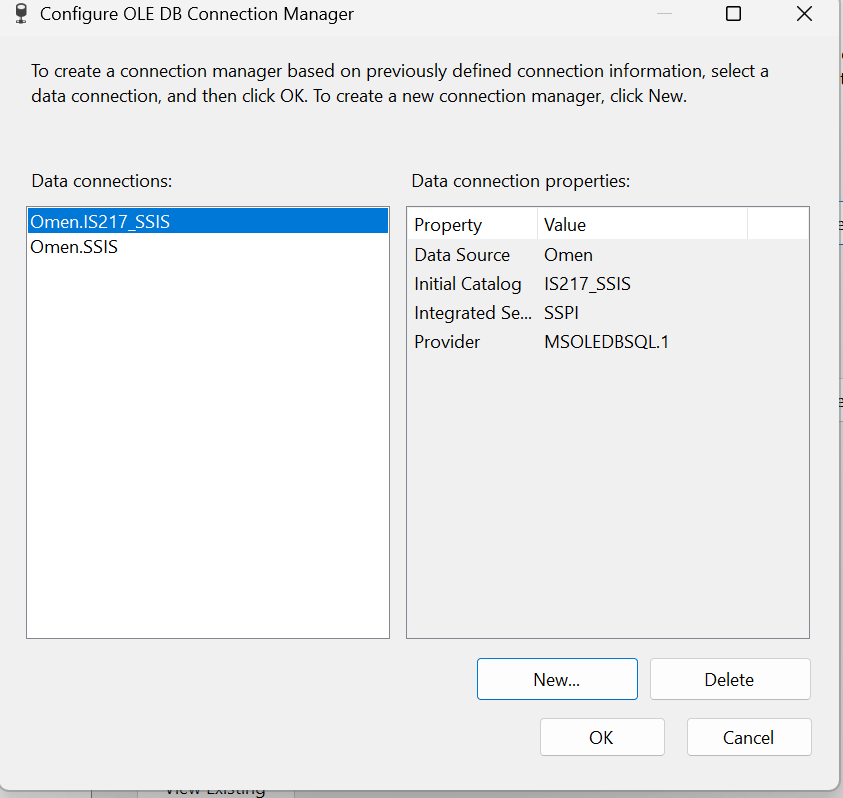 Configure OLE DB Connection Manager
To create a connection manager based on previously defined connection information, select a
data connection, and then click OK. To create a new connection manager, click New.
Data connections:
Data connection properties:
Omen.IS217_SSIS
Omen.SSIS
Property Value
Data Source Omen
Initial Catalog IS217_SSIS
Integrated Se... SSPI
Provider MSOLEDBSQL.1
New...
Delete
OK
Cancel
View Existing